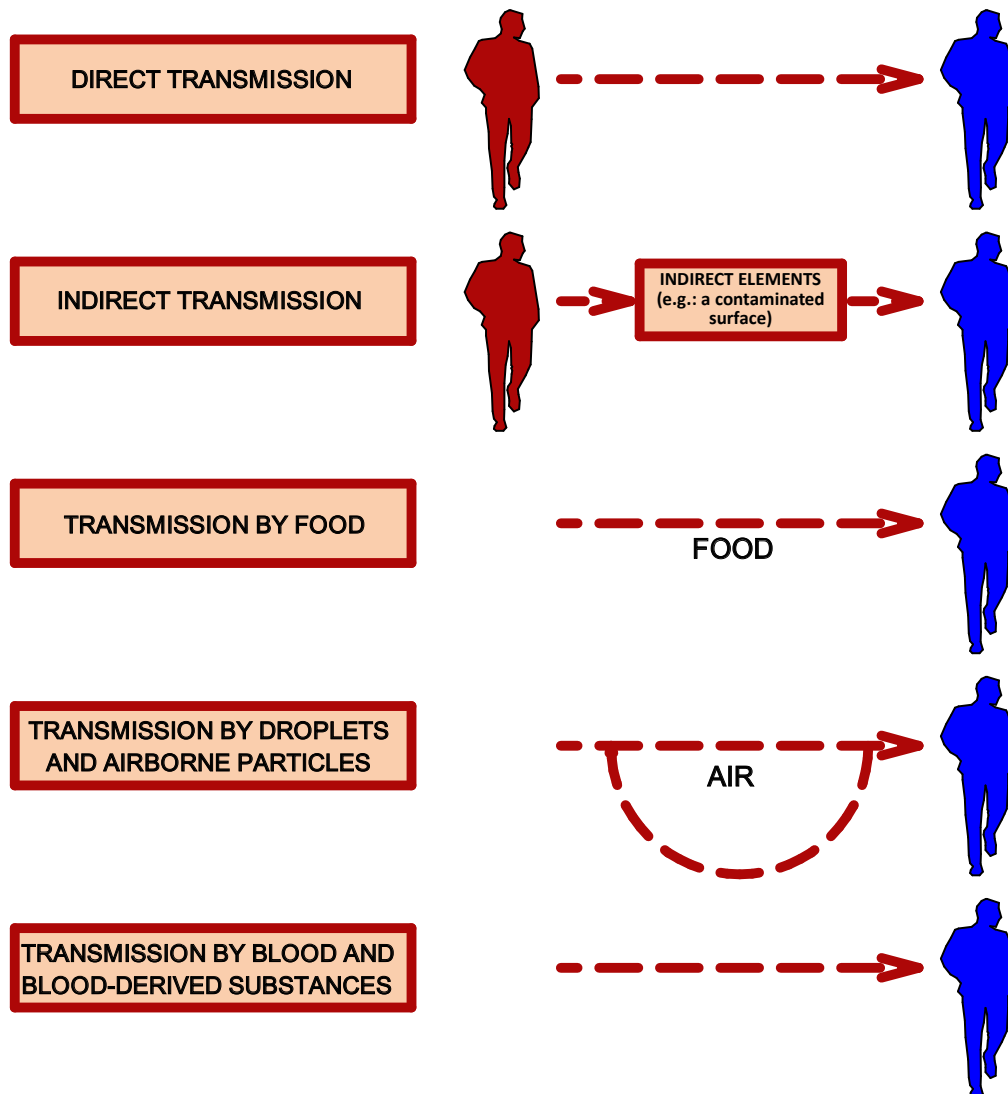 DIRECT TRANSMISSION
INDIRECT TRANSMISSION
INDIRECT ELEMENTS
(e.g.: a contaminated
surface)
TRANSMISSION BY FOOD
FOOD
TRANSMISSION BY DROPLETS
AND AIRBORNE PARTICLES
AIR
TRANSMISSION BY BLOOD AND
BLOOD-DERIVED SUBSTANCES